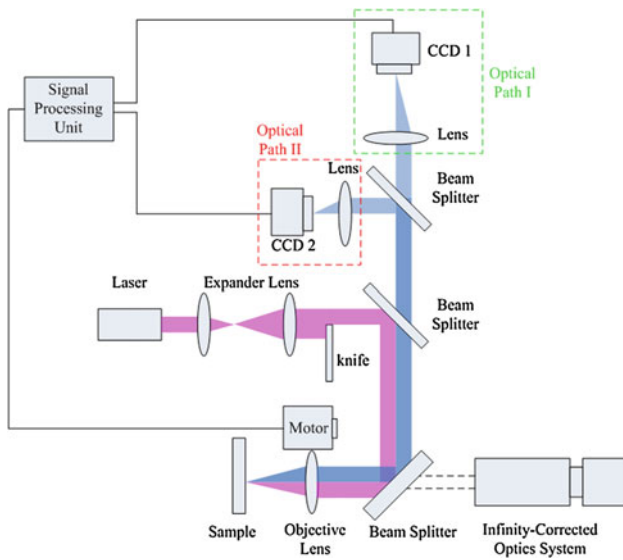 CCD 1
Optical
Path I
Signal
Processing
Unit
Lens
Optical
Path II
Lens
Beam
Splitter
CCD 2
Laser
Expander Lens
Beam
Splitter
knife
Motor
Sample
Objective
Lens
Beam Splitter
Infinity-Corrected
Optics System